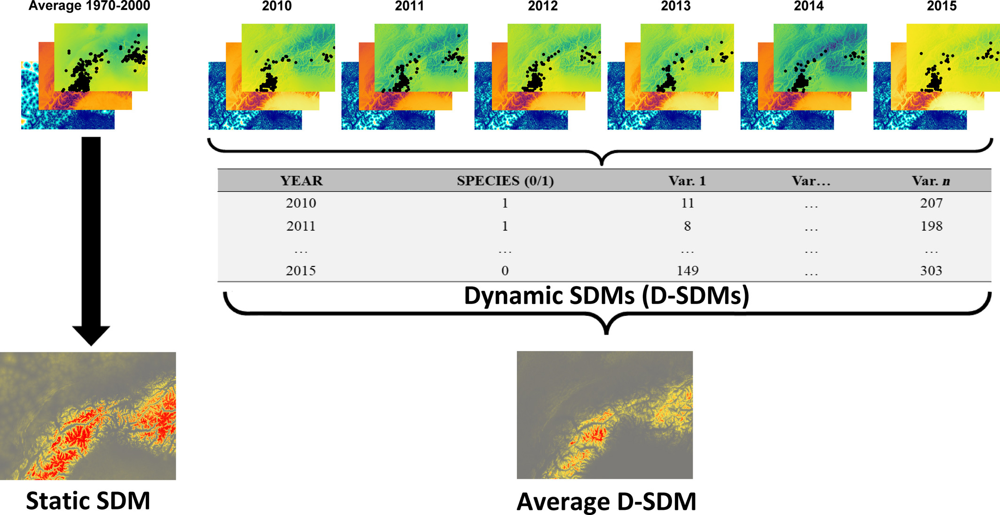 Average 1970-2000 2010 2011 2012 2013 2014 2015
YEAR SPECIES (0/1) Var. 1 Var… Var. n
2010 1 11 … 207
2011 1 8 … 198
… … … … …
2015 0 149 … 303
Dynamic SDMs (D-SDMs)
Static SDM
Average D-SDM